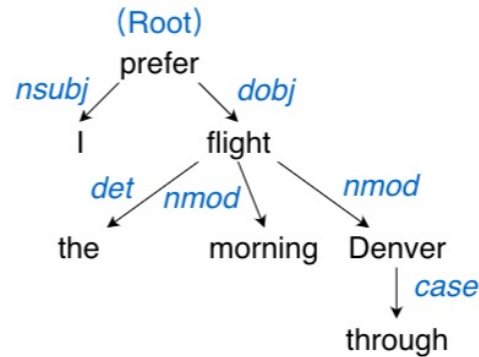 (Root)
prefer
nsubj dobj
I flight
det nmod nmod
the morning Denver
case
through